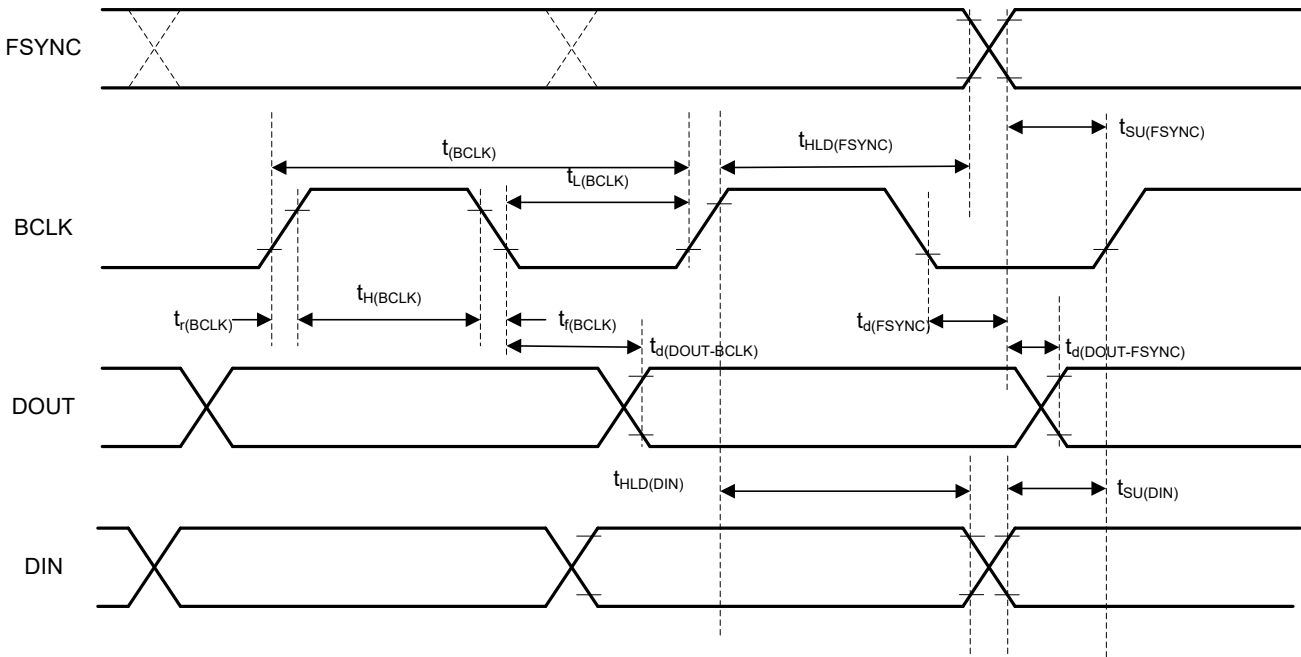 FSYNC
t(BCLK)
tL(BCLK)
tHLD(FSYNC)
tSU(FSYNC)
BCLK
tr(BCLK)
tH(BCLK)
tf(BCLK)
td(DOUT-BCLK)
td(FSYNC)
td(DOUT-FSYNC)
DOUT
tHLD(DIN)
tSU(DIN)
DIN